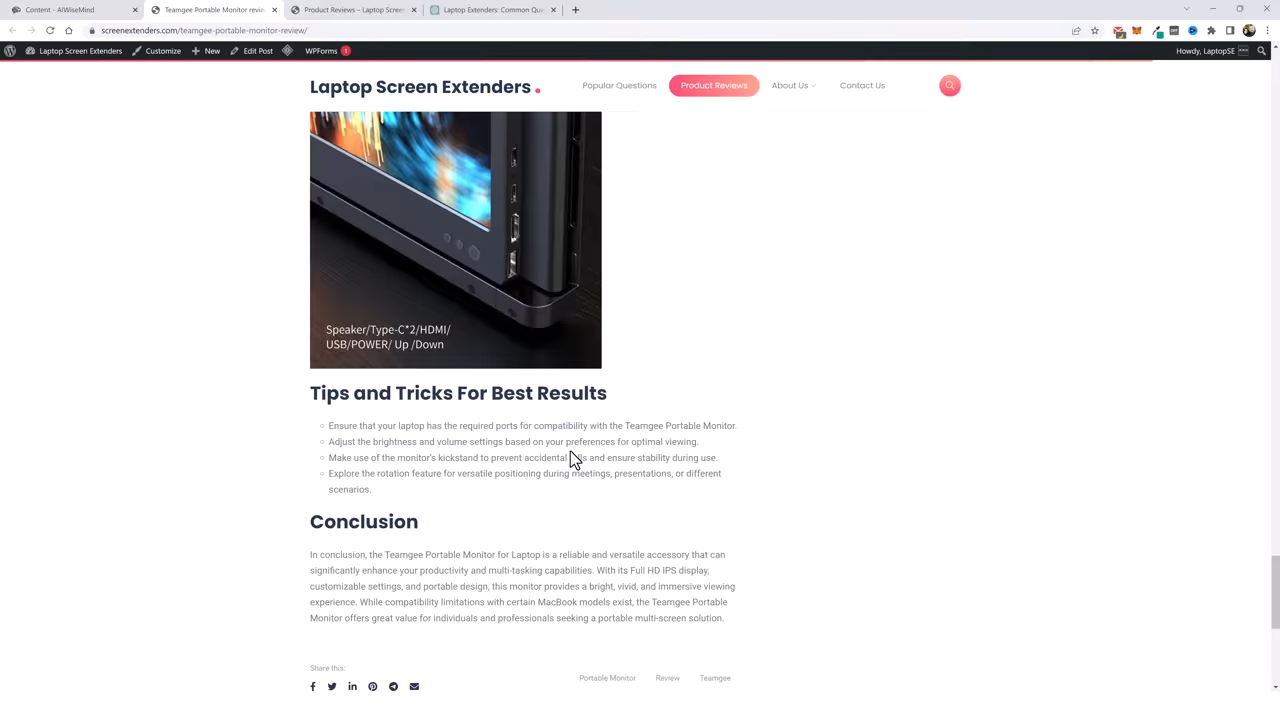 Content - AIWiseMind
Teamgee Portable Monitor revie
Product Reviews – Laptop Scree
Laptop Extenders: Common Que
screenextenders.com/teamgee-portable-monitor-review/
Laptop Screen Extenders
Customize
New
Edit Post
WPForms 1
Howdy, LaptopSE
Laptop Screen Extenders.
Popular Questions
Product Reviews
About Us
Contact Us
Speaker/Type-C*2/HDMI/
USB/POWER/ Up /Down
Tips and Tricks For Best Results
Ensure that your laptop has the required ports for compatibility with the Teamgee Portable Monitor.
Adjust the brightness and volume settings based on your preferences for optimal viewing.
Make use of the monitor's kickstand to prevent accidental and ensure stability during use.
Explore the rotation feature for versatile positioning during meetings, presentations, or different
scenarios.
Conclusion
In conclusion, the Teamgee Portable Monitor for Laptop is a reliable and versatile accessory that can
significantly enhance your productivity and multi-tasking capabilities. With its Full HD IPS display,
customizable settings, and portable design, this monitor provides a bright, vivid, and immersive viewing
experience. While compatibility limitations with certain MacBook models exist, the Teamgee Portable
Monitor offers great value for individuals and professionals seeking a portable multi-screen solution.
Share this:
Portable Monitor
Review
Teamgee